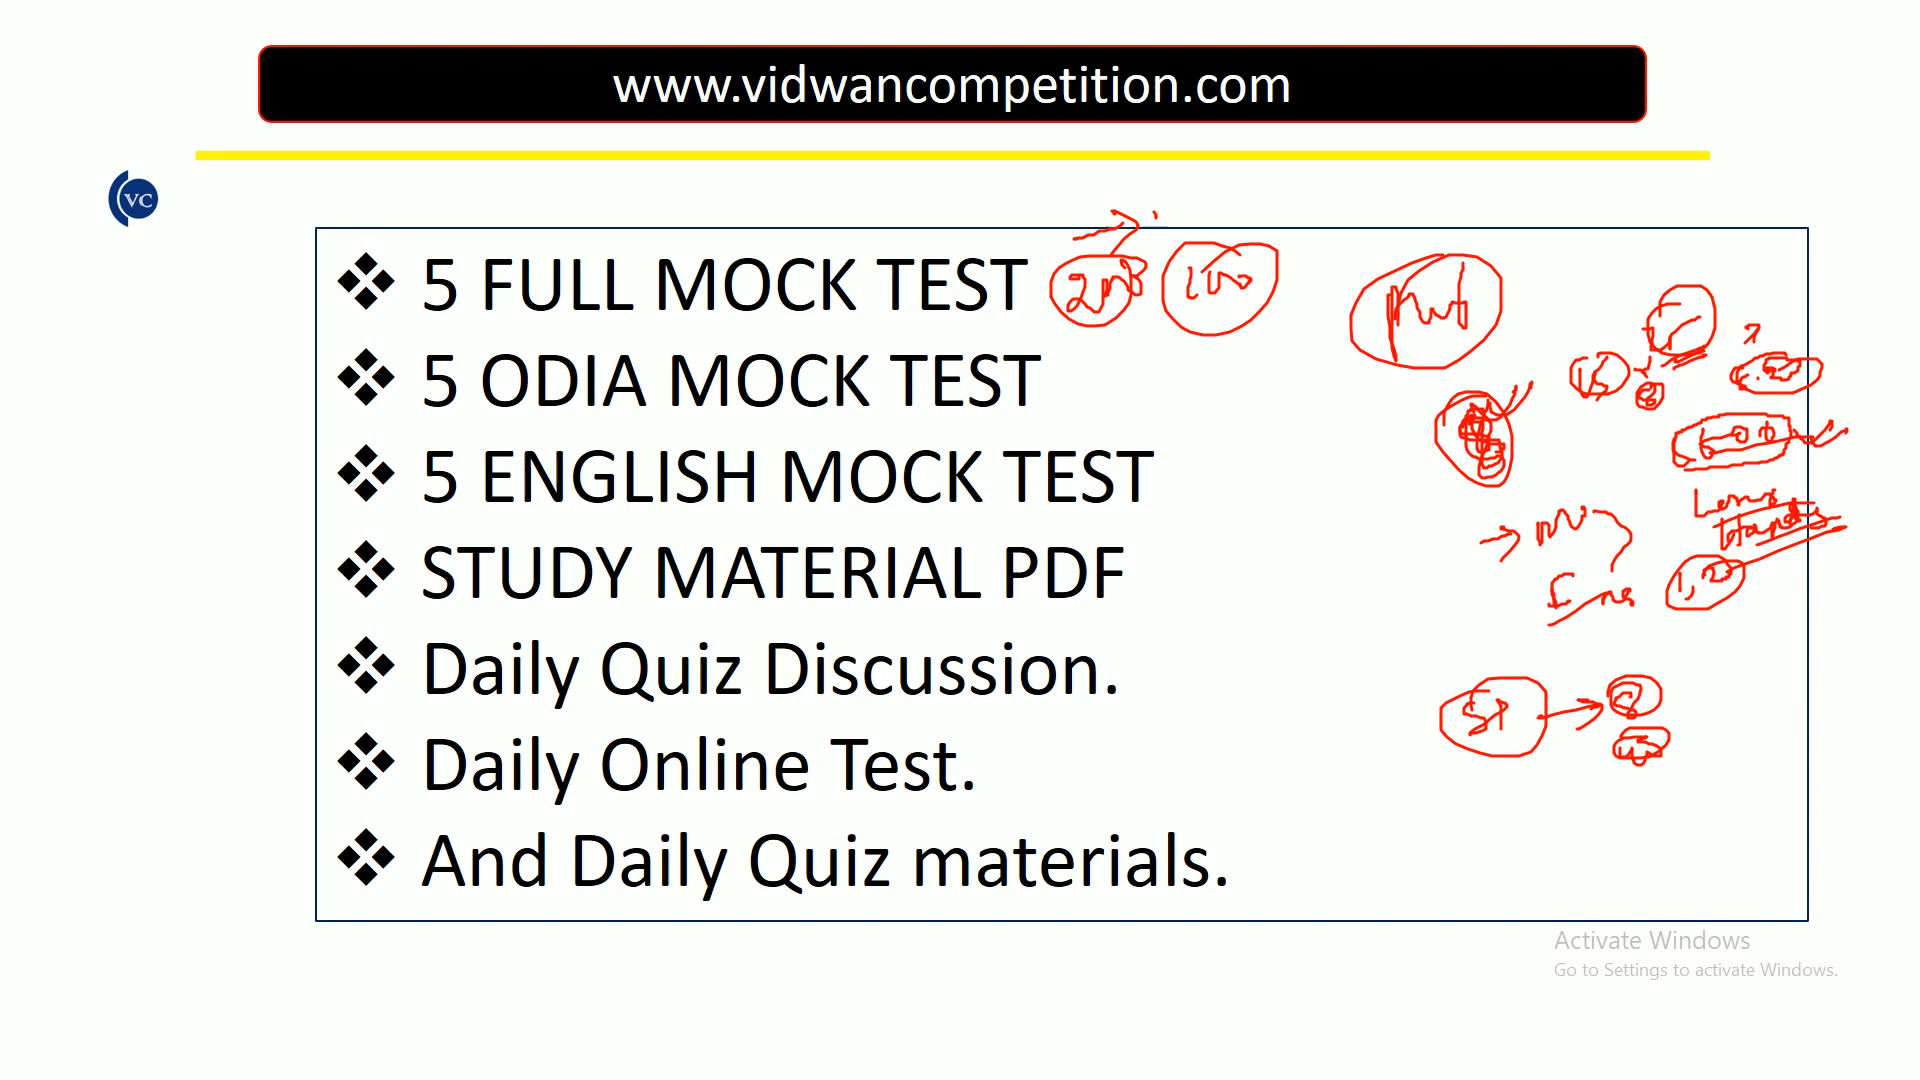 www.vidwancompetition.com
VC
❖ 5 FULL MOCK TEST
❖ 5 ODIA MOCK TEST
❖ 5 ENGLISH MOCK TEST
❖ STUDY MATERIAL PDF
❖ Daily Quiz Discussion.
❖ Daily Online Test.
❖ And Daily Quiz materials.
Activate Windows
Go to Settings to activate Windows.